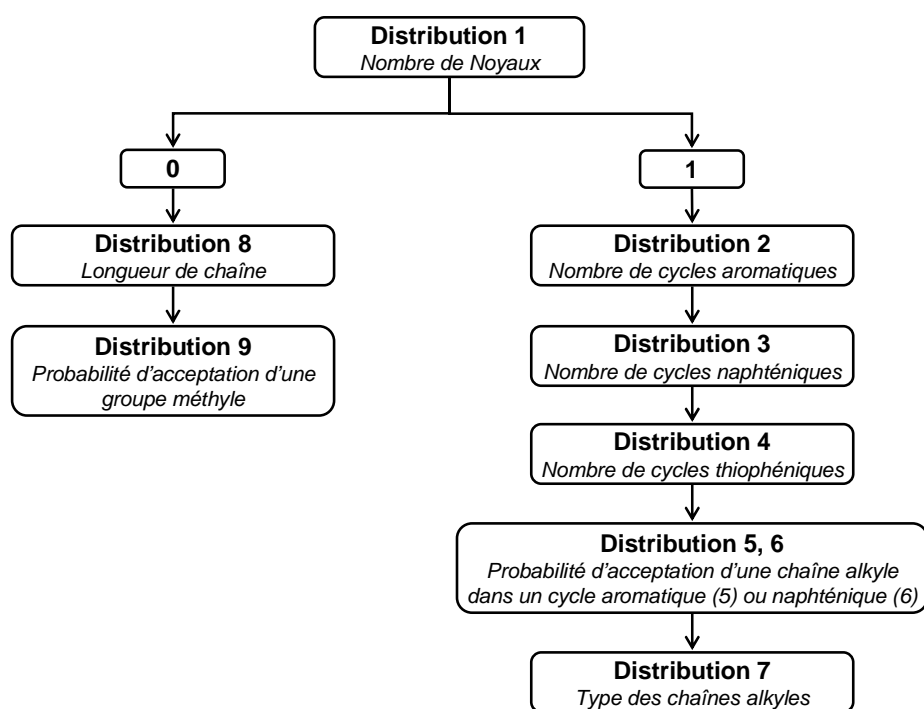 Distribution 1
Nombre de Noyaux
0
1
Distribution 8
Longueur de chaîne
Distribution 2
Nombre de cycles aromatiques
Distribution 9
Probabilité d'acceptation d'une
groupe méthyle
Distribution 3
Nombre de cycles naphténiques
Distribution 4
Nombre de cycles thiophéniques
Distribution 5, 6
Probabilité d'acceptation d'une chaîne alkyle
dans un cycle aromatique (5) ou naphténique (6)
Distribution 7
Type des chaînes alkyles